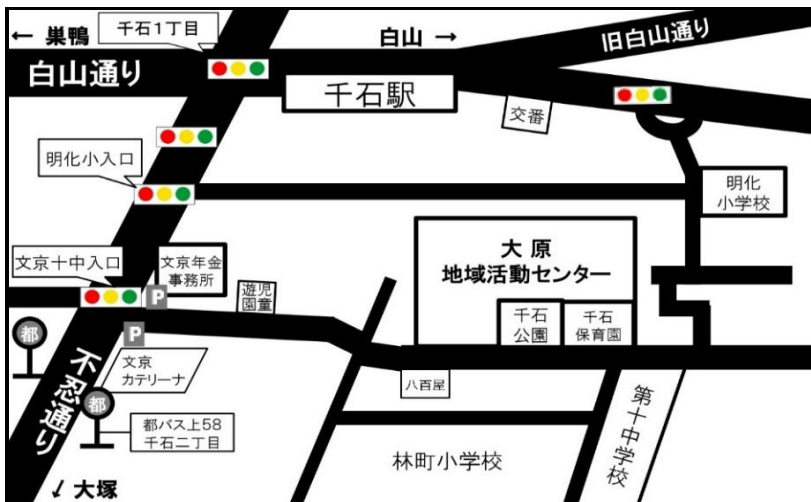 ← 巣鴨
千石1丁目
白山 →
旧白山通り
白山通り
千石駅
交番
明化小入口
明化
小学校
大原
地域活動センター
文京十中入口
文京年金
事務所
P
遊児
園童
千石
公園
千石
保育園
都
P
文京
カテリーナ
不忍通り
八百屋
都
都バス上58
千石二丁目
林町小学校
第十中学校
↙ 大塚